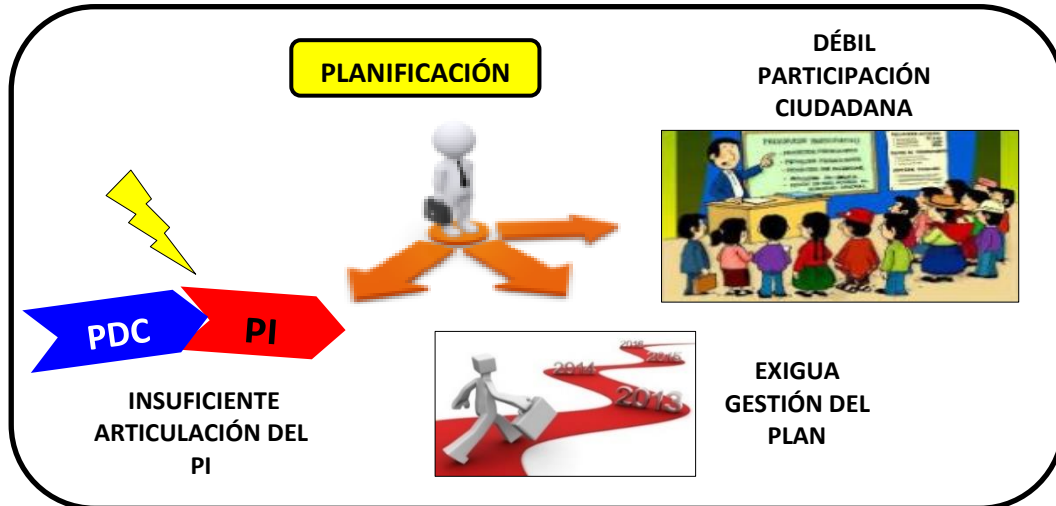 PLANIFICACIÓN
DÉBIL
PARTICIPACIÓN
CIUDADANA
PDC
PI
INSUFICIENTE
ARTICULACIÓN DEL
PI
2016
2015
2014
2013
EXIGUA
GESTIÓN DEL
PLAN